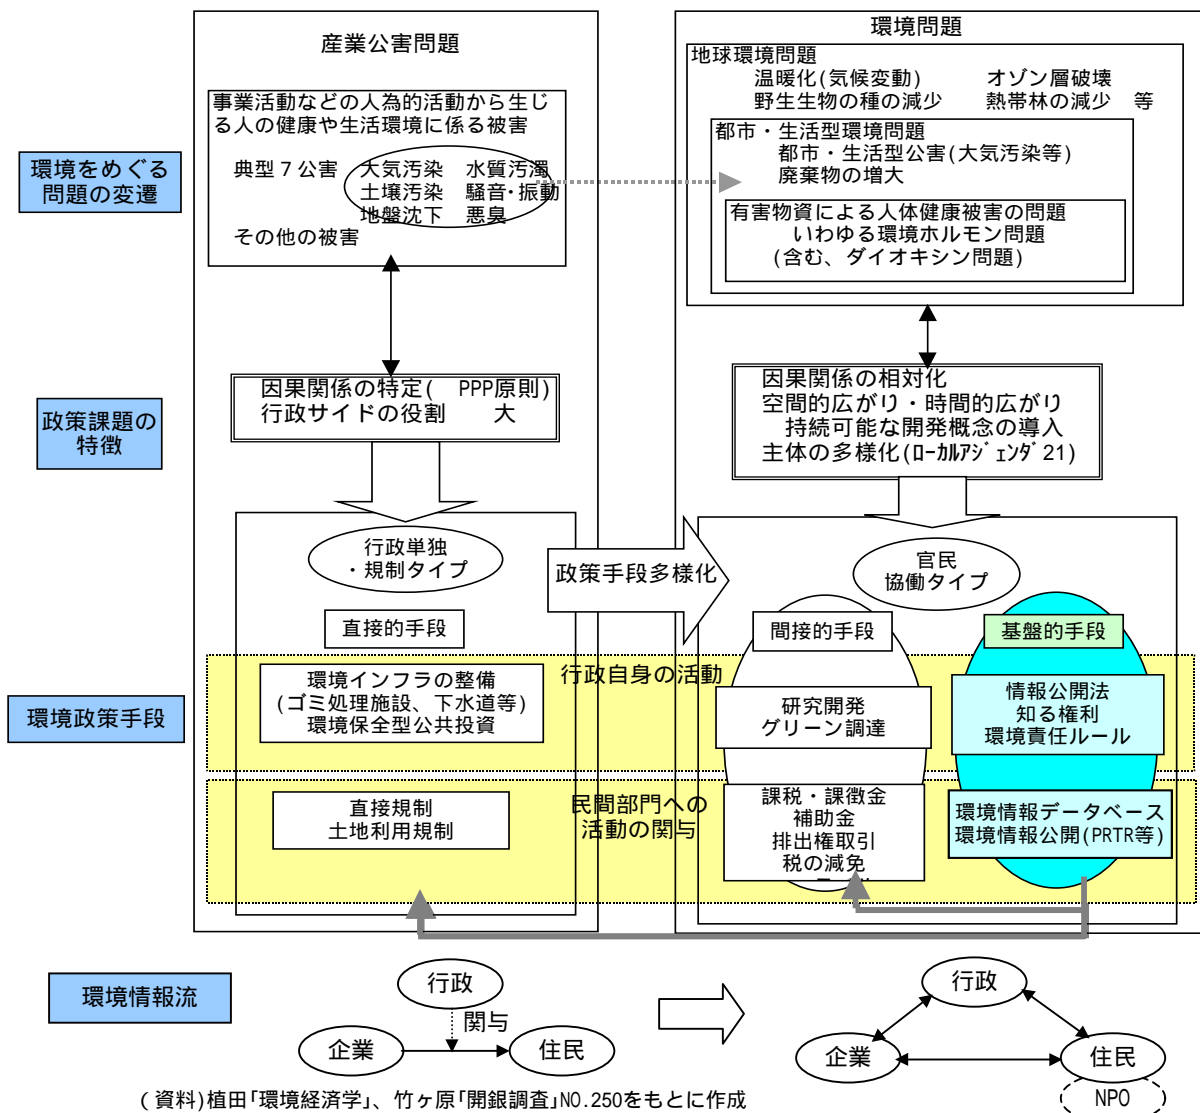 産業公害問題
環境問題
地球環境問題
温暖化(気候変動)　オゾン層破壊
野生生物の種の減少　熱帯林の減少　等
事業活動などの人為的活動から生じ
る人の健康や生活環境に係る被害
典型７公害　大気汚染　水質汚濁
土壌汚染　騒音・振動
地盤沈下　悪臭
その他の被害
都市・生活型環境問題
都市・生活型公害(大気汚染等)
廃棄物の増大
有害物資による人体健康被害の問題
いわゆる環境ホルモン問題
(含む、ダイオキシン問題)
環境をめぐる
問題の変遷
政策課題の
特徴
因果関係の特定(　PPP原則)
行政サイドの役割　大
因果関係の相対化
空間的広がり・時間的広がり
持続可能な開発概念の導入
主体の多様化(ﾛｰｶﾙｱｼﾞｪﾝﾀﾞ21)
行政単独
・規制タイプ
政策手段多様化
官民
協働タイプ
直接的手段
間接的手段
基盤的手段
環境政策手段
行政自身の活動
環境インフラの整備
(ゴミ処理施設、下水道等)
環境保全型公共投資
研究開発
グリーン調達
情報公開法
知る権利
環境責任ルール
民間部門への
活動の関与
直接規制
土地利用規制
課税・課徴金
補助金
排出権取引
税の減免
環境情報データベース
環境情報公開(PRTR等)
環境情報流
行政
関与
企業
住民
行政
企業
住民
NPO
(資料)植田｢環境経済学｣、竹ヶ原｢開銀調査｣NO.250をもとに作成